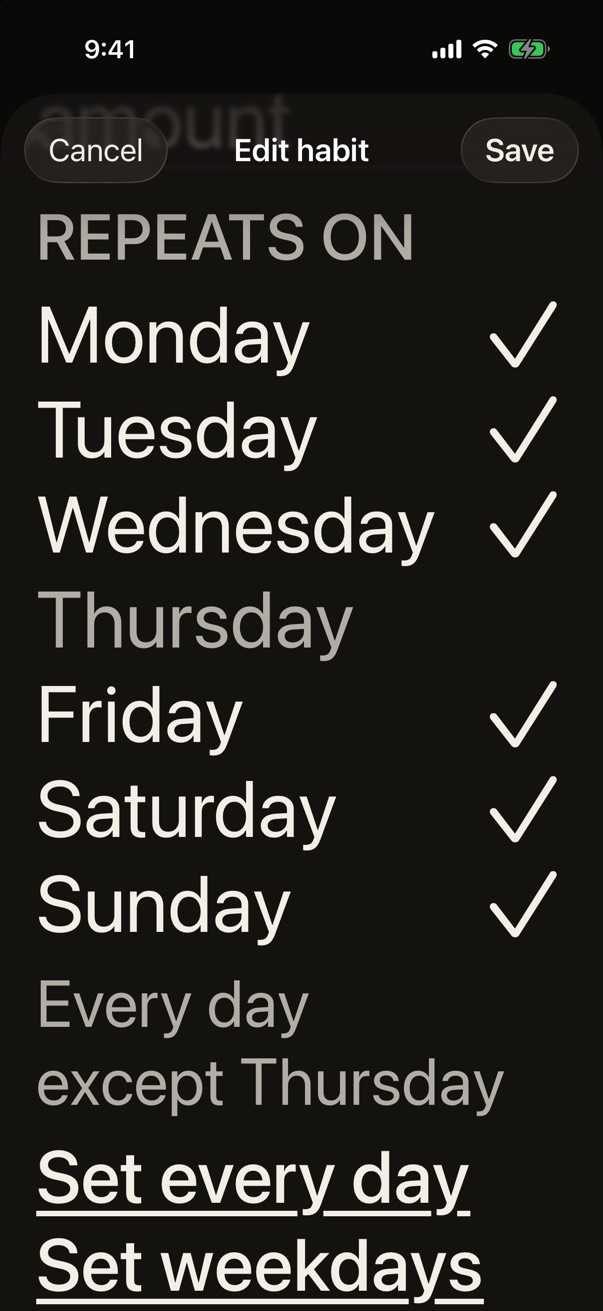 9:41
amount
Cancel
Edit habit
Save
REPEATS ON
Monday
Tuesday
Wednesday
Thursday
Friday
Saturday
Sunday
Every day
except Thursday
Set every day
Set weekdays